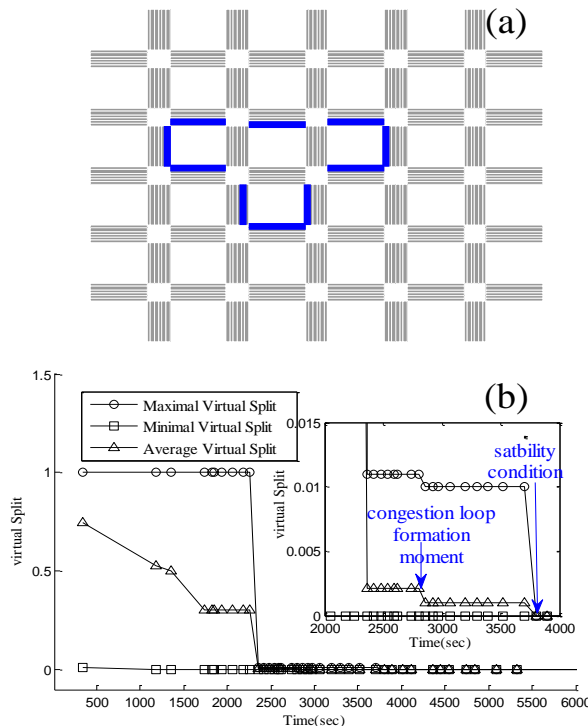 (a)
(b)
1.5
1
0.5
0
virtual Split
Maximal Virtual Split
Minimal Virtual Split
Average Virtual Split
500 1000 1500 2000 2500 3000 3500 4000 4500 5000 5500 6000
Time(sec)
0.015
0.01
0.005
0
virtual Split
satbility
condition
congestion loop
formation
moment
2000 2500 3000 3500 4000
Time(sec)